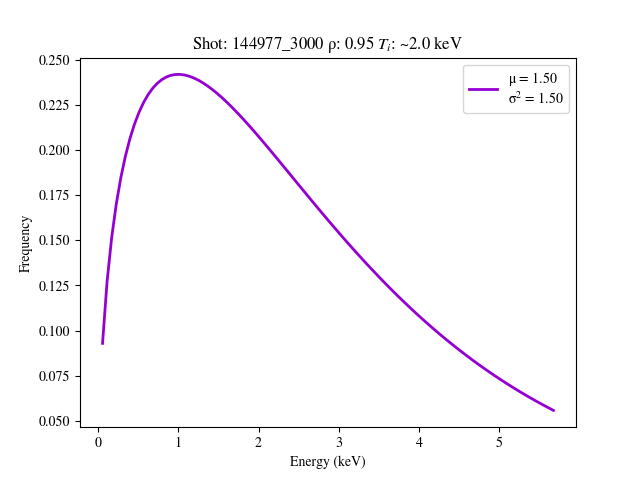 Shot: 144977_3000 ρ: 0.95 Tᵢ: ~2.0 keV
0.250
0.225
0.200
0.175
0.150
0.125
0.100
0.075
0.050
Frequency
μ = 1.50
σ² = 1.50
0 1 2 3 4 5
Energy (keV)